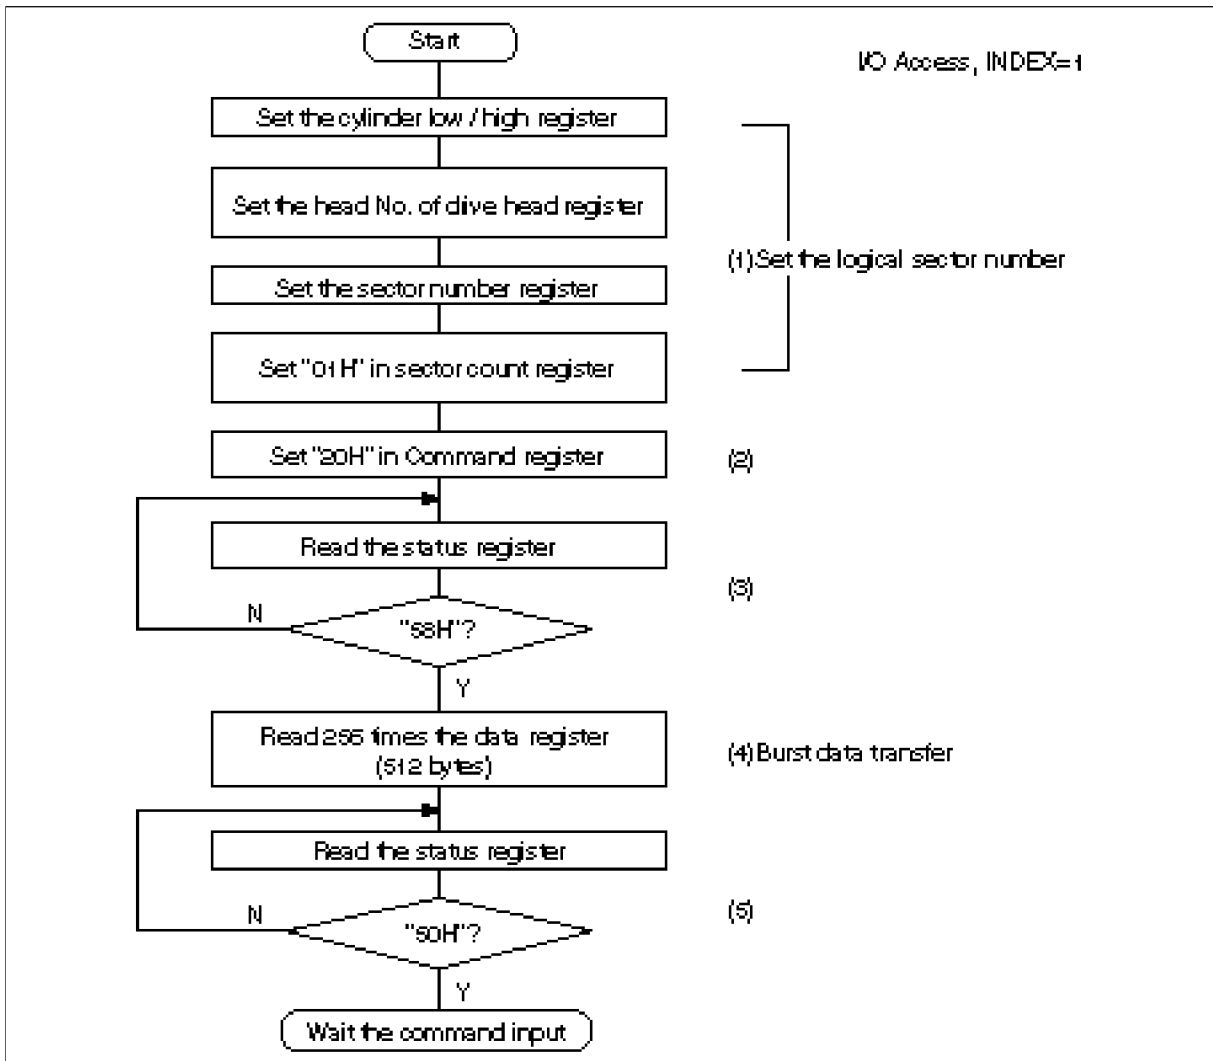 Start
I/O Access, INDEX=1
Set the cylinder low / high register
Set the head No. of drive head register
(1)Set the logical sector number
Set the sector number register
Set "01H" in sector count register
Set "20H" in Command register
(2)
Read the status register
(3)
N
"58H"?
Y
Read 256 times the data register
(512 bytes)
(4)Burst data transfer
Read the status register
N
(5)
"50H"?
Y
Wait the command input